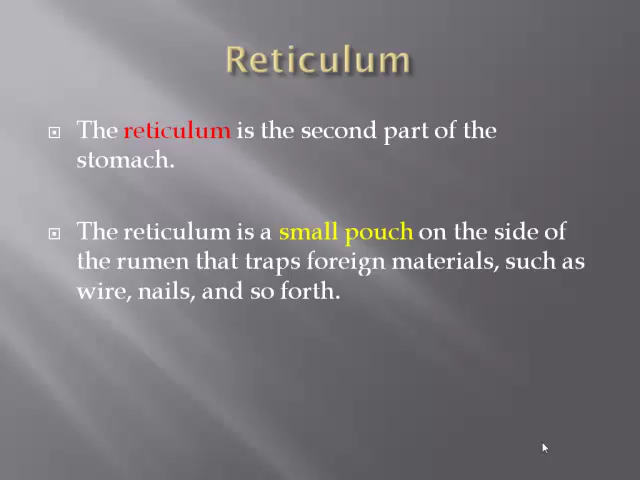 Reticulum
The reticulum is the second part of the
stomach.
The reticulum is a small pouch on the side of
the rumen that traps foreign materials, such as
wire, nails, and so forth.